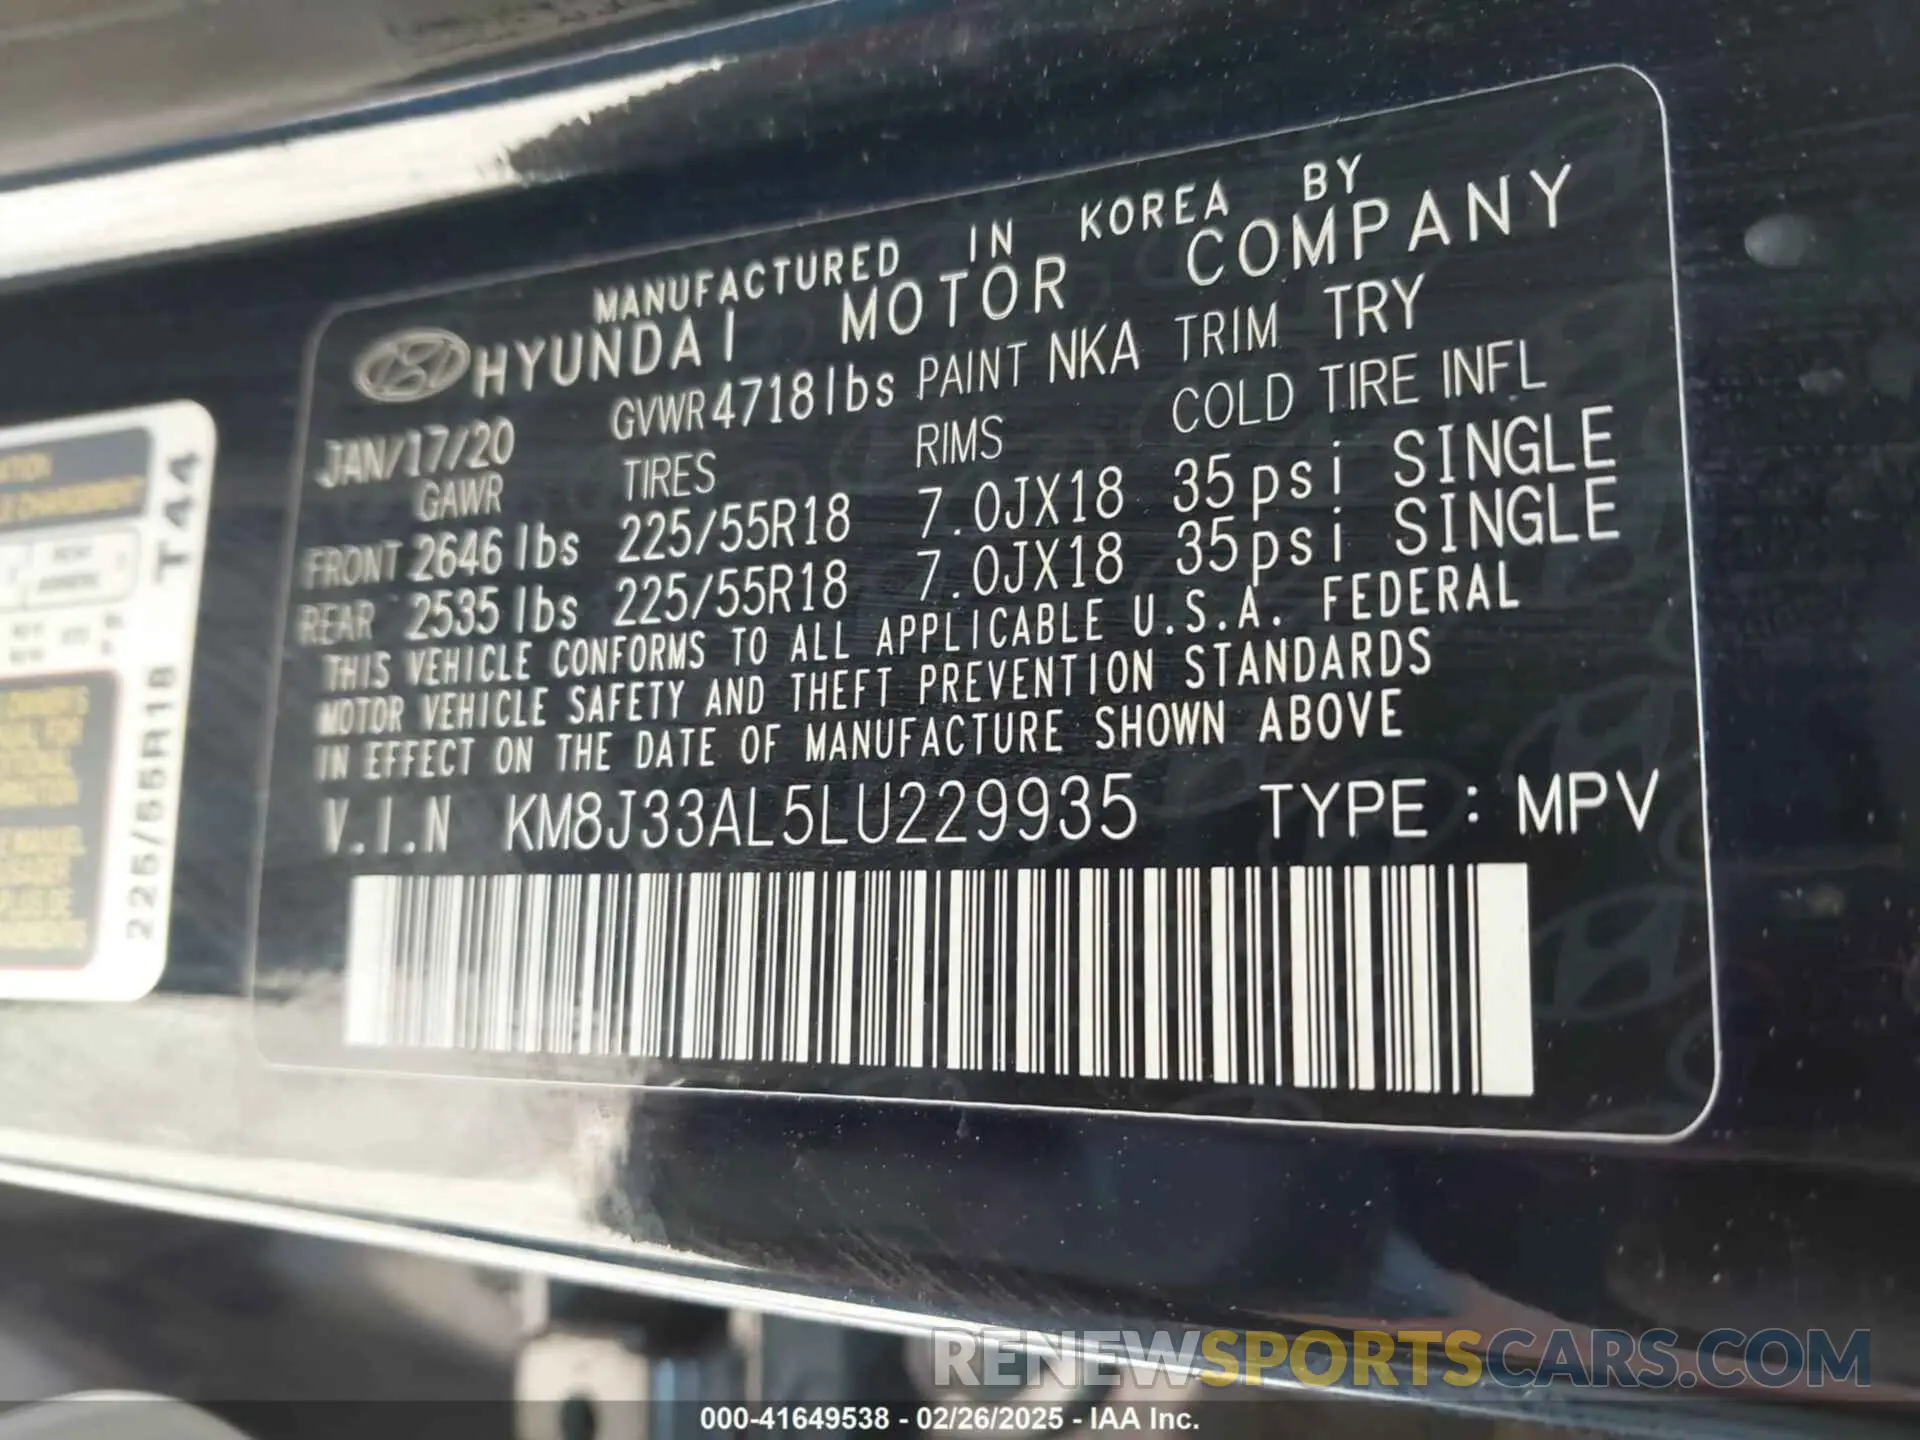 MANUFACTURED IN KOREA BY
HYUNDAI MOTOR COMPANY
JAN/17/20 GVWR 4718 lbs PAINT NKA TRIM TRY
GAWR TIRES RIMS COLD TIRE INFL
FRONT 2646 lbs 225/55R18 7.0JX18 35psi SINGLE
REAR 2535 lbs 225/55R18 7.0JX18 35psi SINGLE
THIS VEHICLE CONFORMS TO ALL APPLICABLE U.S.A. FEDERAL
MOTOR VEHICLE SAFETY AND THEFT PREVENTION STANDARDS
IN EFFECT ON THE DATE OF MANUFACTURE SHOWN ABOVE
V.I.N KM8J33AL5LU229935 TYPE : MPV
T44
225/55R18
RENEWSPORTSCARS.COM
000-41649538 - 02/26/2025 - IAA Inc.